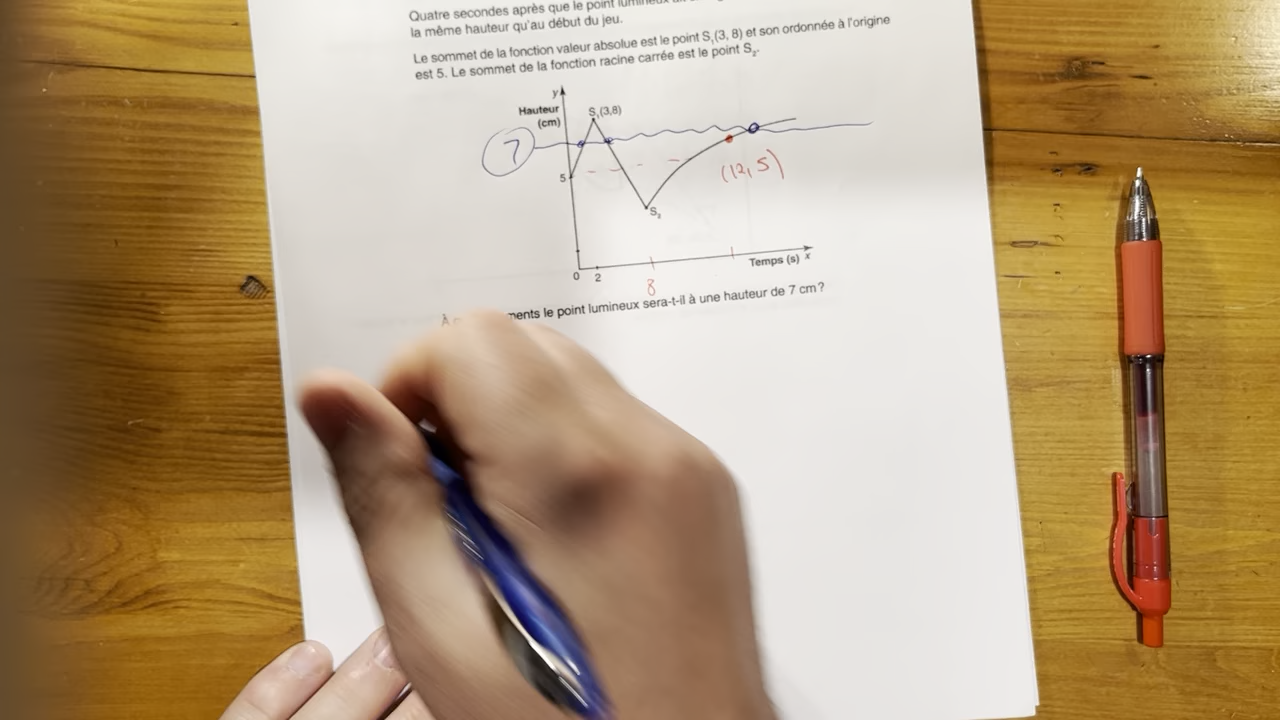 Quatre secondes après que le point lumineux
la même hauteur qu'au début du jeu.
Le sommet de la fonction valeur absolue est le point S₁(3, 8) et son ordonnée à l'origine
est 5. Le sommet de la fonction racine carrée est le point S₂.
y
Hauteur
(cm)
S₁(3,8)
7
5
(12,5)
S₂
0
2
8
Temps (s) x
À
ments le point lumineux sera-t-il à une hauteur de 7 cm?